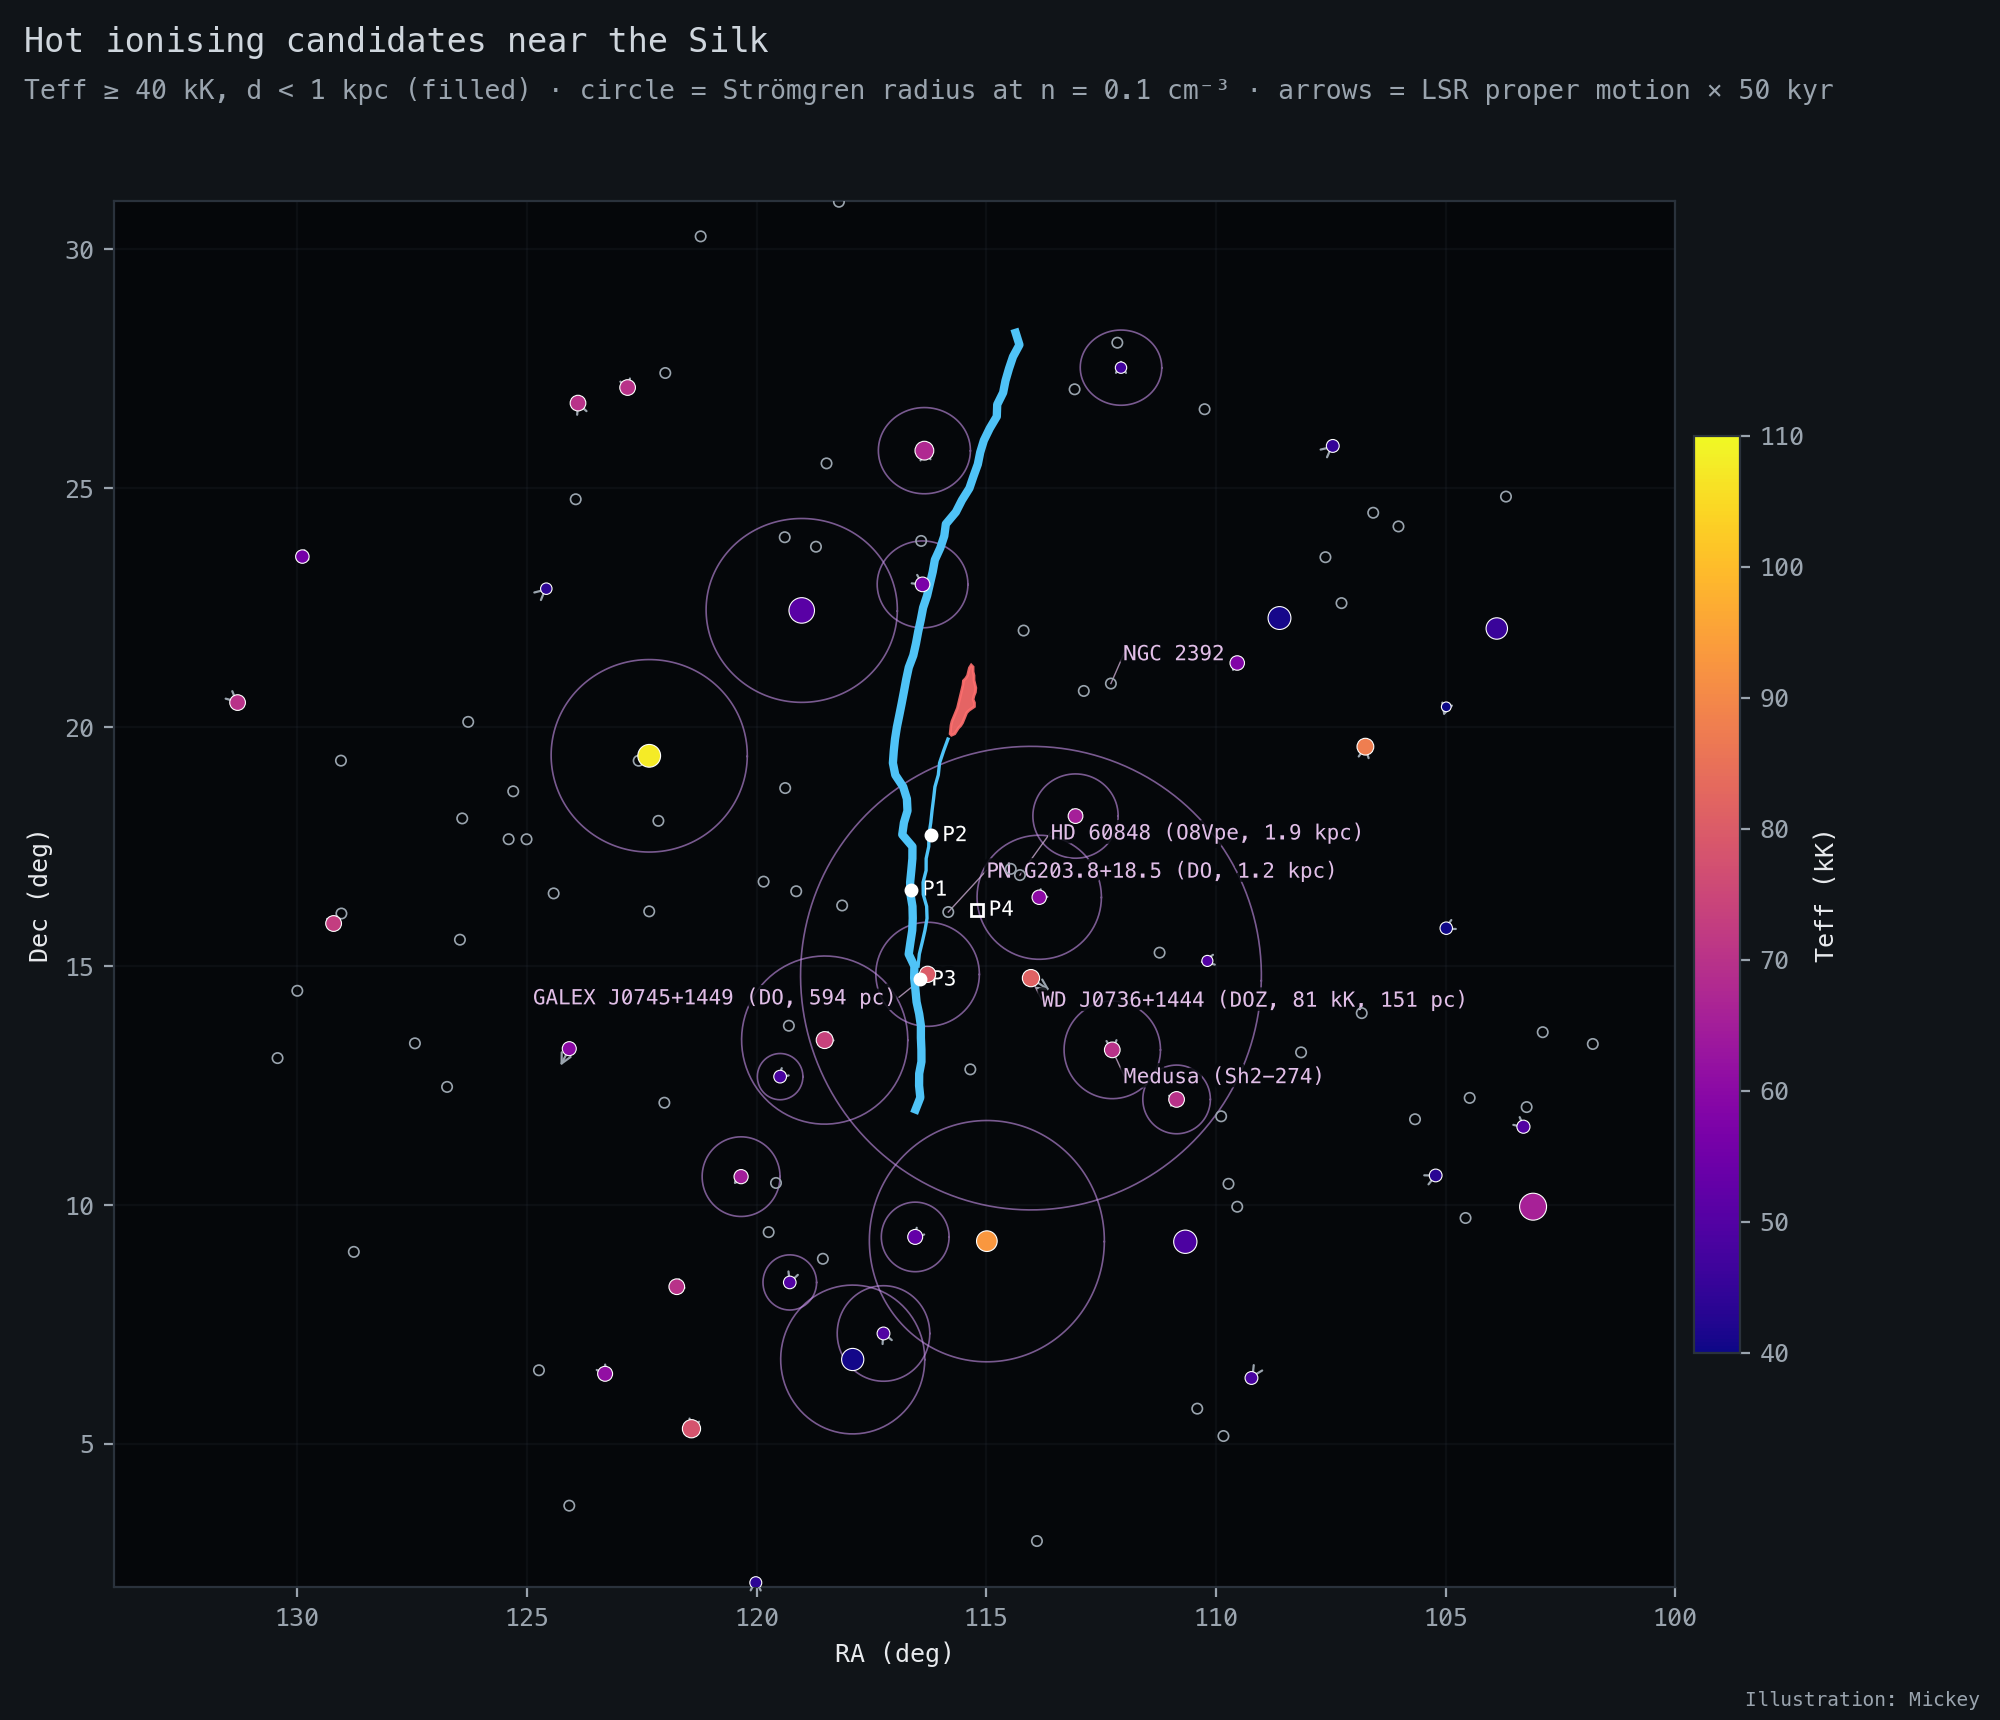 Hot ionising candidates near the Silk
Teff ≥ 40 kK, d < 1 kpc (filled) · circle = Strömgren radius at n = 0.1 cm⁻³ · arrows = LSR proper motion × 50 kyr
30
25
20
15
10
5
Dec (deg)
NGC 2392
P2
HD 60848 (O8Vpe, 1.9 kpc)
PN G203.8+18.5 (DO, 1.2 kpc)
P1
P4
P3
GALEX J0745+1449 (DO, 594 pc)
WD J0736+1444 (DOZ, 81 kK, 151 pc)
Medusa (Sh2−274)
130
125
120
115
110
105
100
RA (deg)
110
100
90
80
70
60
50
40
Teff (kK)
Illustration: Mickey